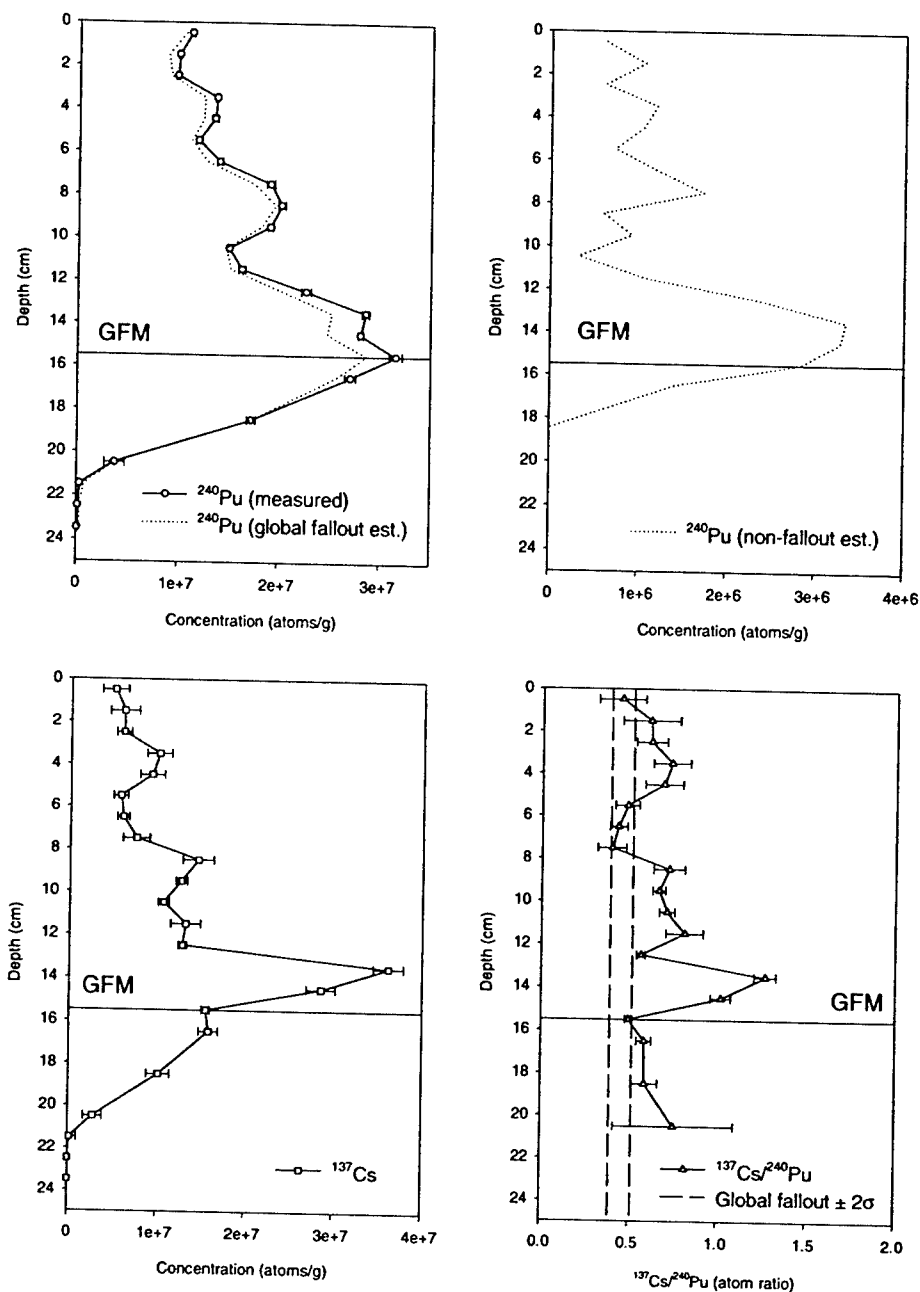 0
2
4
6
8
10
12
14
16
18
20
22
24
Depth (cm)
GFM
²⁴⁰Pu (measured)
²⁴⁰Pu (global fallout est.)
0
1e+7
2e+7
3e+7
Concentration (atoms/g)
0
2
4
6
8
10
12
14
16
18
20
22
24
Depth (cm)
GFM
²⁴⁰Pu (non-fallout est.)
0
1e+6
2e+6
3e+6
4e+6
Concentration (atoms/g)
0
2
4
6
8
10
12
14
16
18
20
22
24
Depth (cm)
GFM
¹³⁷Cs
0
1e+7
2e+7
3e+7
4e+7
Concentration (atoms/g)
0
2
4
6
8
10
12
14
16
18
20
22
24
Depth (cm)
GFM
¹³⁷Cs/²⁴⁰Pu
Global fallout ± 2σ
0.0
0.5
1.0
1.5
2.0
¹³⁷Cs/²⁴⁰Pu (atom ratio)